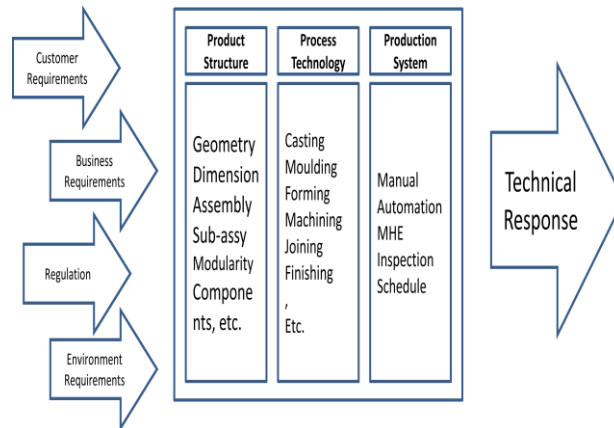 Customer
Requirements
Business
Requirements
Regulation
Environment
Requirements
Product
Structure
Geometry
Dimension
Assembly
Sub-assy
Modularity
Compone
nts, etc.
Process
Technology
Casting
Moulding
Forming
Machining
Joining
Finishing
,
Etc.
Production
System
Manual
Automation
MHE
Inspection
Schedule
Technical
Response